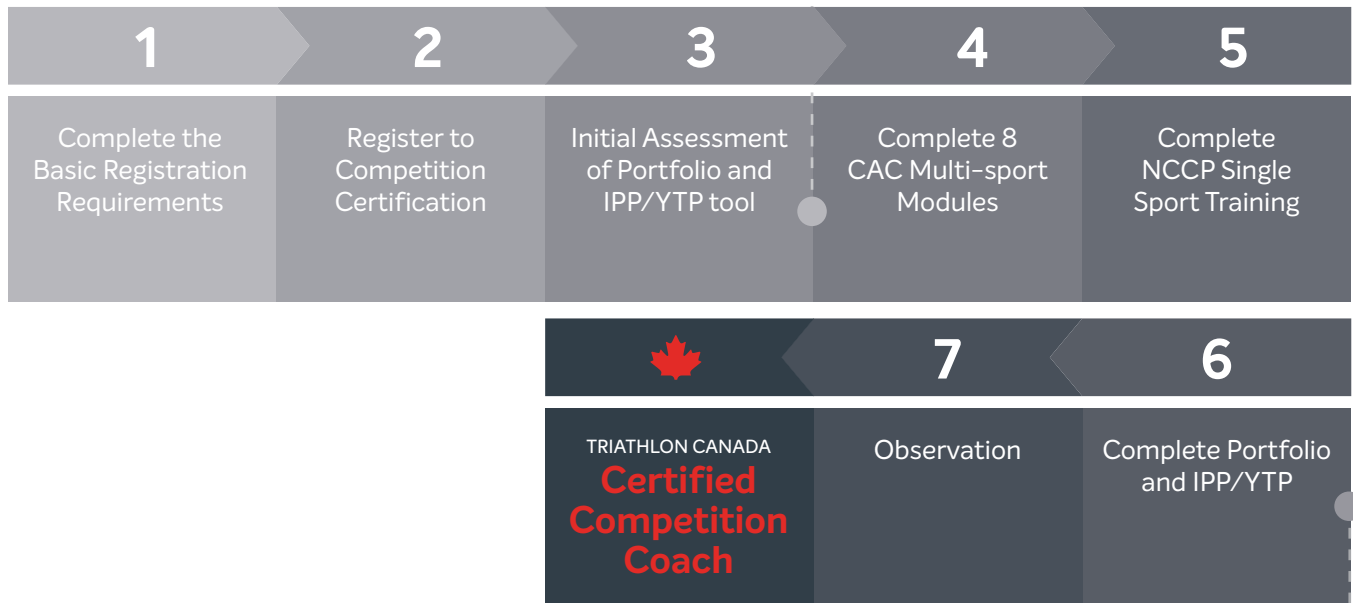 1
2
3
4
5
Complete the
Basic Registration
Requirements
Register to
Competition
Certification
Initial Assessment
of Portfolio and
IPP/YTP tool
Complete 8
CAC Multi-sport
Modules
Complete
NCCP Single
Sport Training
6
7
Complete Portfolio
and IPP/YTP
Observation
TRIATHLON CANADA
Certified
Competition
Coach